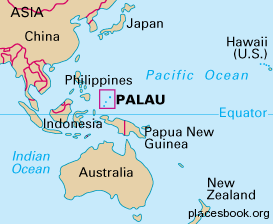 ASIA
China
Japan
Hawaii
(U.S.)
Philippines
Pacific Ocean
PALAU
Equator
Indonesia
Papua New
Guinea
Indian
Ocean
Australia
New
Zealand
placesbook.org